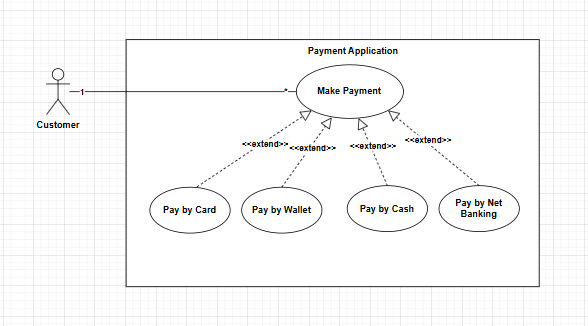 Payment Application
1
*
Make Payment
Customer
<<extend>>
<<extend>>
<<extend>>
<<extend>>
Pay by Card
Pay by Wallet
Pay by Cash
Pay by Net
Banking